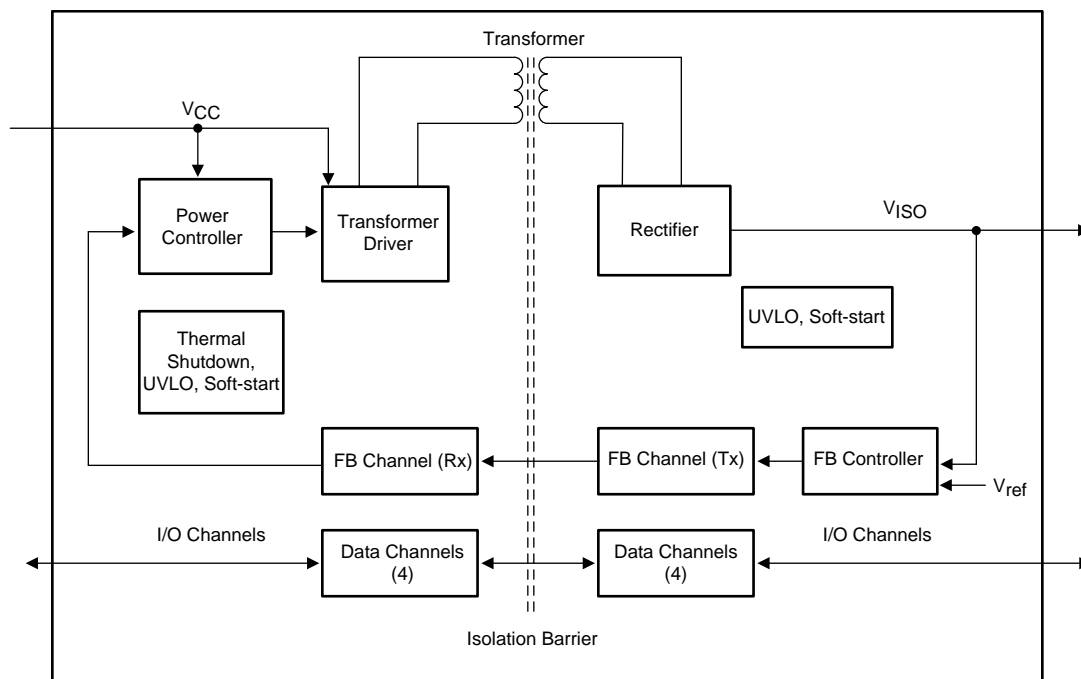 Transformer
VCC
Power
Controller
Transformer
Driver
Rectifier
VISO
UVLO, Soft-start
Thermal
Shutdown,
UVLO, Soft-start
FB Channel (Rx)
FB Channel (Tx)
FB Controller
Vref
I/O Channels
Data Channels
(4)
Data Channels
(4)
I/O Channels
Isolation Barrier